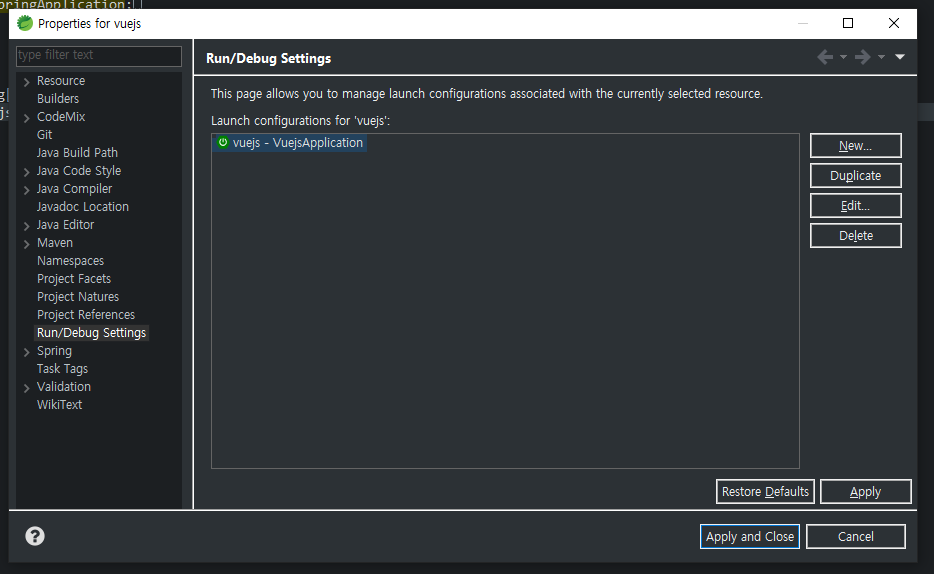 pringApplication;
Properties for vuejs
type filter text
Resource
Builders
CodeMix
Git
Java Build Path
Java Code Style
Java Compiler
Javadoc Location
Java Editor
Maven
Namespaces
Project Facets
Project Natures
Project References
Run/Debug Settings
Spring
Task Tags
Validation
WikiText
Run/Debug Settings
This page allows you to manage launch configurations associated with the currently selected resource.
Launch configurations for 'vuejs':
vuejs - VuejsApplication
New...
Duplicate
Edit...
Delete
Restore Defaults
Apply
Apply and Close
Cancel